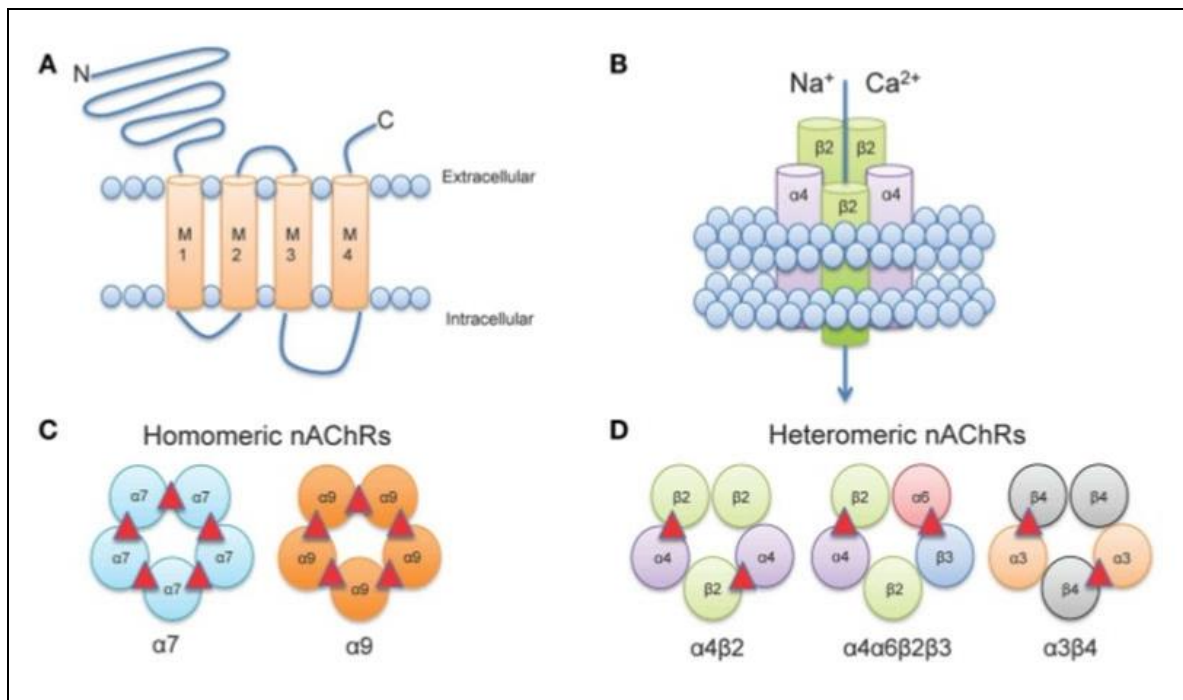 A
N
C
Extracellular
M
1
M
2
M
3
M
4
Intracellular
B
Na⁺ Ca²⁺
β2 β2
α4 β2 α4
C
Homomeric nAChRs
α7 α7
α7 α7
α7
α7
α9 α9
α9 α9
α9
α9
D
Heteromeric nAChRs
β2 β2
α4 α4
β2
α4β2
β2 α6
α4 β3
β2
α4α6β2β3
β4 β4
α3 α3
β4
α3β4